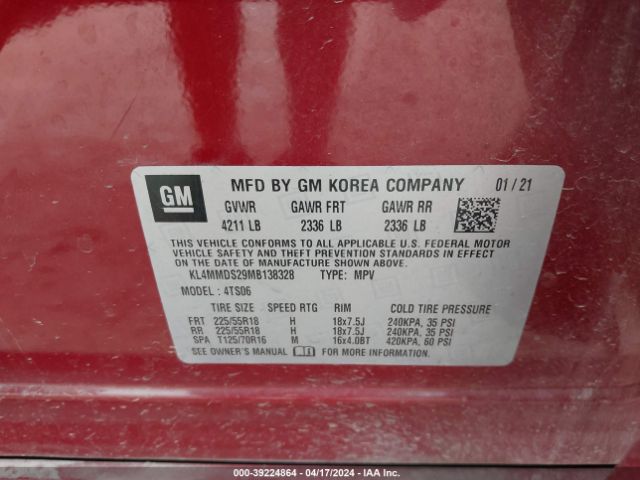 GM MFD BY GM KOREA COMPANY 01 / 21
GVWR GAWR FRT GAWR RR
4211 LB 2336 LB 2336 LB
THIS VEHICLE CONFORMS TO ALL APPLICABLE U.S. FEDERAL MOTOR
VEHICLE SAFETY AND THEFT PREVENTION STANDARDS IN EFFECT
ON THE DATE OF MANUFACTURE SHOWN ABOVE.
KL4MMDS29MB138328 TYPE: MPV
MODEL : 4TS06
TIRE SIZE SPEED RTG RIM COLD TIRE PRESSURE
FRT 225/55R18 H 18x7.5J 240KPA, 35 PSI
RR 225/55R18 H 18x7.5J 240KPA, 35 PSI
SPA T125/70R16 M 16x4.0BT 420KPA, 60 PSI
SEE OWNER'S MANUAL FOR MORE INFORMATION
000-39224864 - 04/17/2024 - IAA Inc.